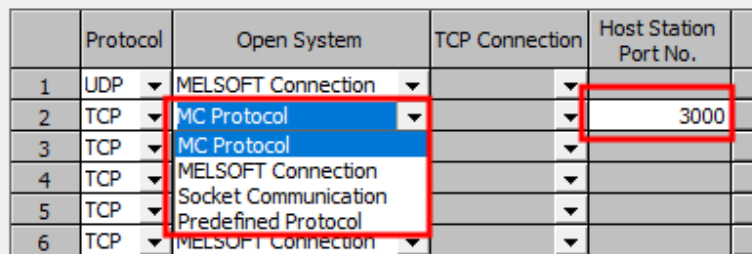 Protocol Open System TCP Connection Host Station Port No.
1 UDP MELSOFT Connection
2 TCP MC Protocol 3000
3 TCP MC Protocol
4 TCP MELSOFT Connection
Socket Communication
5 TCP Predefined Protocol
6 TCP MELSOFT Connection